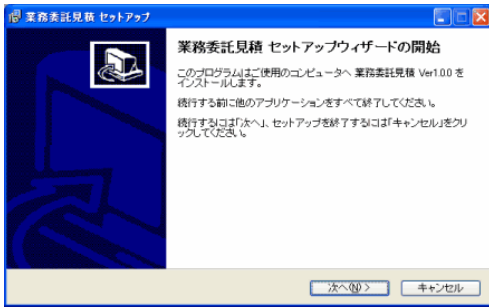 業務委託見積 セットアップ
業務委託見積 セットアップウィザードの開始
このプログラムはご使用のコンピュータへ 業務委託見積 Ver1.0.0 を
インストールします。
続行する前に他のアプリケーションをすべて終了してください。
続行するには「次へ」、セットアップを終了するには「キャンセル」をクリ
ックしてください。
次へ(N) >
キャンセル